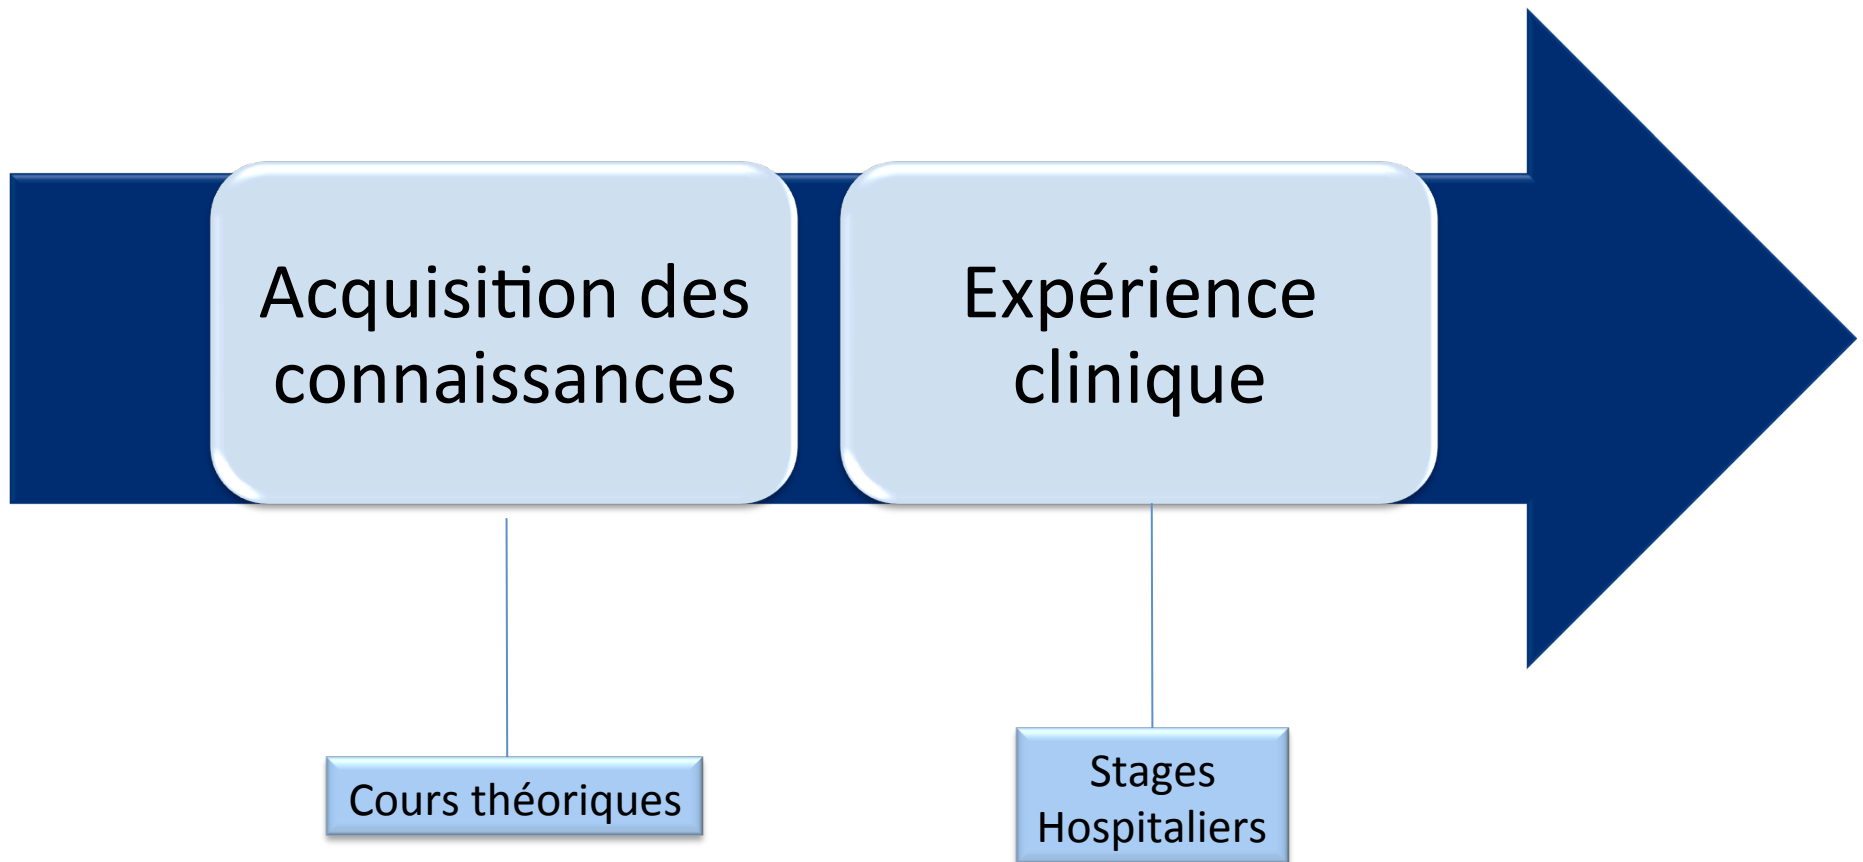 Acquisition des
connaissances
Expérience
clinique
Cours théoriques
Stages
Hospitaliers